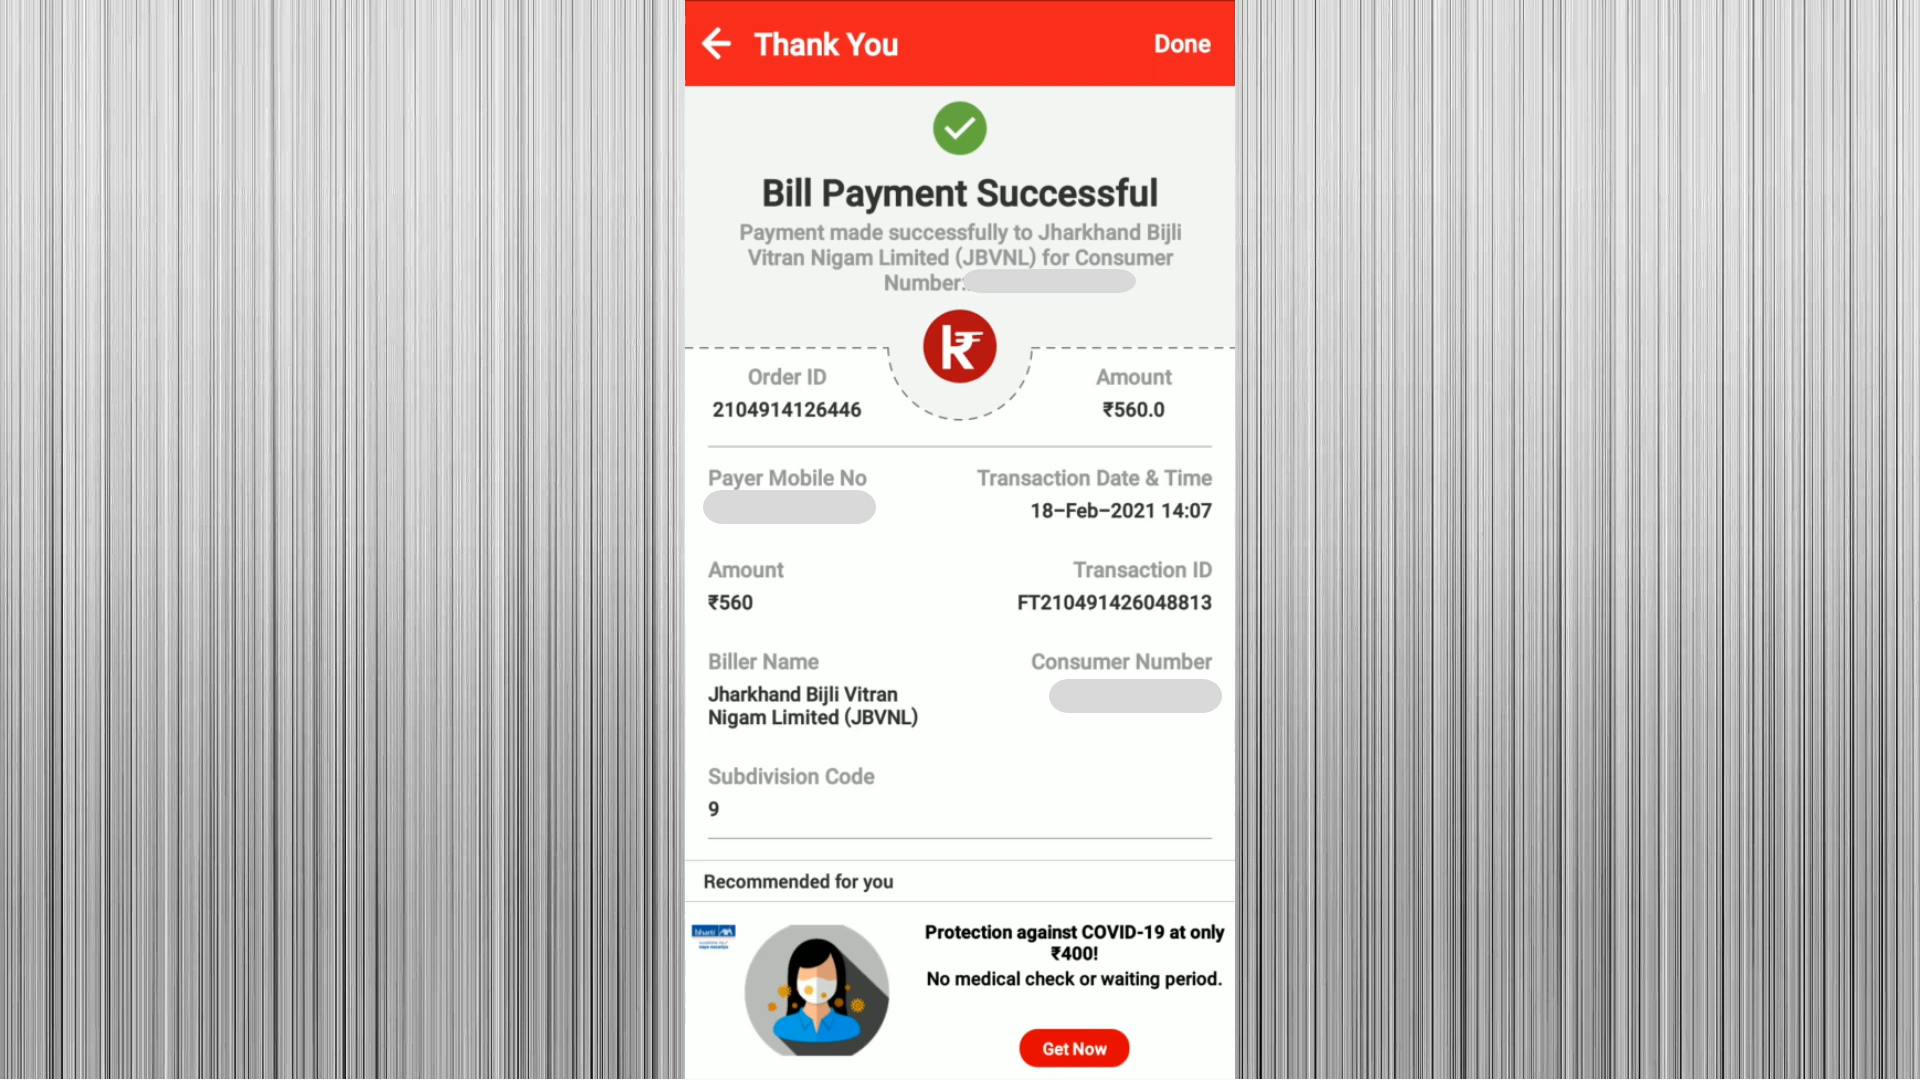 Thank You
Done
Bill Payment Successful
Payment made successfully to Jharkhand Bijli
Vitran Nigam Limited (JBVNL) for Consumer
Number:
Order ID
2104914126446
Amount
₹560.0
Payer Mobile No
Transaction Date & Time
18-Feb-2021 14:07
Amount
₹560
Transaction ID
FT210491426048813
Biller Name
Jharkhand Bijli Vitran
Nigam Limited (JBVNL)
Consumer Number
Subdivision Code
9
Recommended for you
bharti AXA
Protection against COVID-19 at only
₹400!
No medical check or waiting period.
Get Now